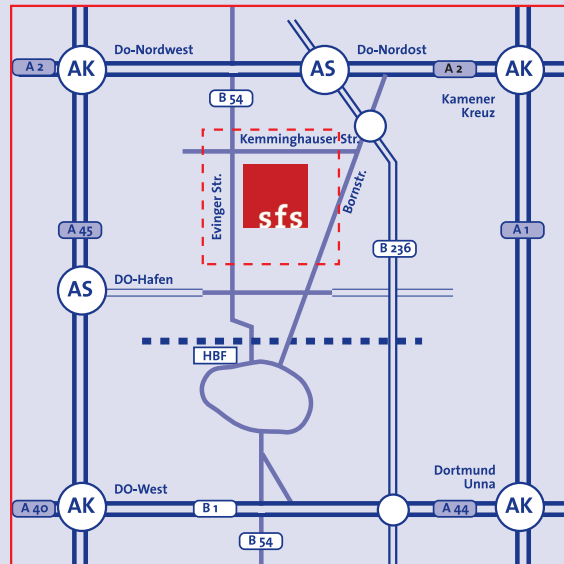 Do-Nordwest
Do-Nordost
A 2
AK
AS
A 2
AK
B 54
Kamener
Kreuz
Kemminghauser Str.
Evinger Str.
sfs
Bornstr.
A 45
A 1
B 236
DO-Hafen
AS
HBF
DO-West
Dortmund
Unna
A 40
AK
B 1
A 44
AK
B 54